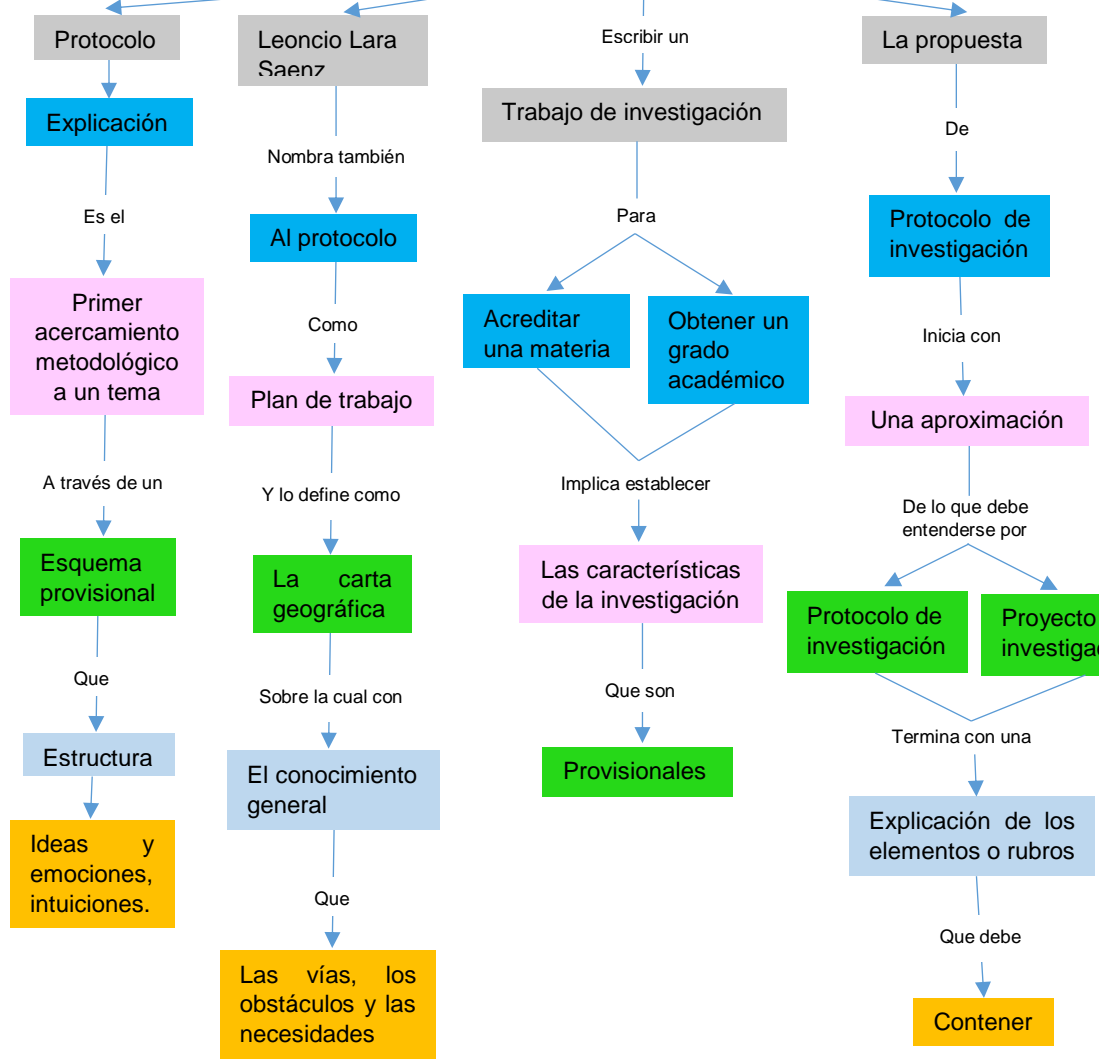 Protocolo
Explicación
Es el
Primer
acercamiento
metodológico
a un tema
A través de un
Esquema
provisional
Que
Estructura
Ideas y
emociones,
intuiciones.
Leoncio Lara
Saenz
Nombra también
Al protocolo
Como
Plan de trabajo
Y lo define como
La carta
geográfica
Sobre la cual con
El conocimiento
general
Que
Las vías, los
obstáculos y las
necesidades
Escribir un
Trabajo de investigación
Para
Acreditar
una materia
Obtener un
grado
académico
Implica establecer
Las características
de la investigación
Que son
Provisionales
La propuesta
De
Protocolo de
investigación
Inicia con
Una aproximación
De lo que debe
entenderse por
Protocolo de
investigación
Proyecto
Termina con una
Explicación de los
elementos o rubros
Que debe
Contener